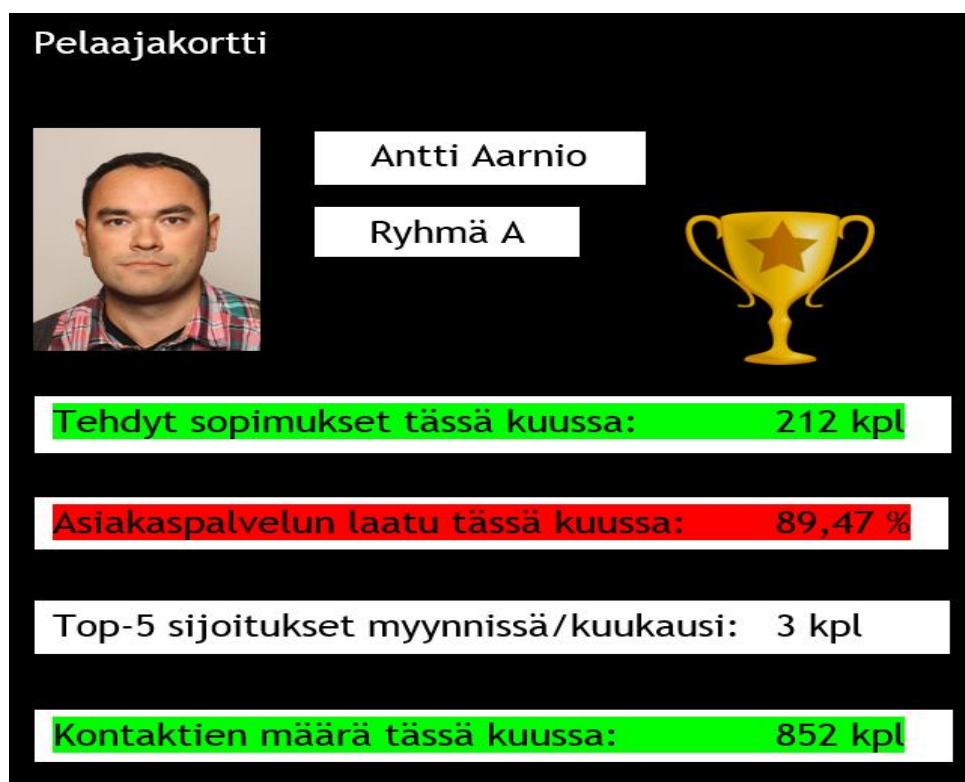 Pelaajakortti
Antti Aarnio
Ryhmä A
Tehdyt sopimukset tässä kuussa: 212 kpl
Asiakaspalvelun laatu tässä kuussa: 89,47 %
Top-5 sijoitukset myynnissä/kuukausi: 3 kpl
Kontaktien määrä tässä kuussa: 852 kpl